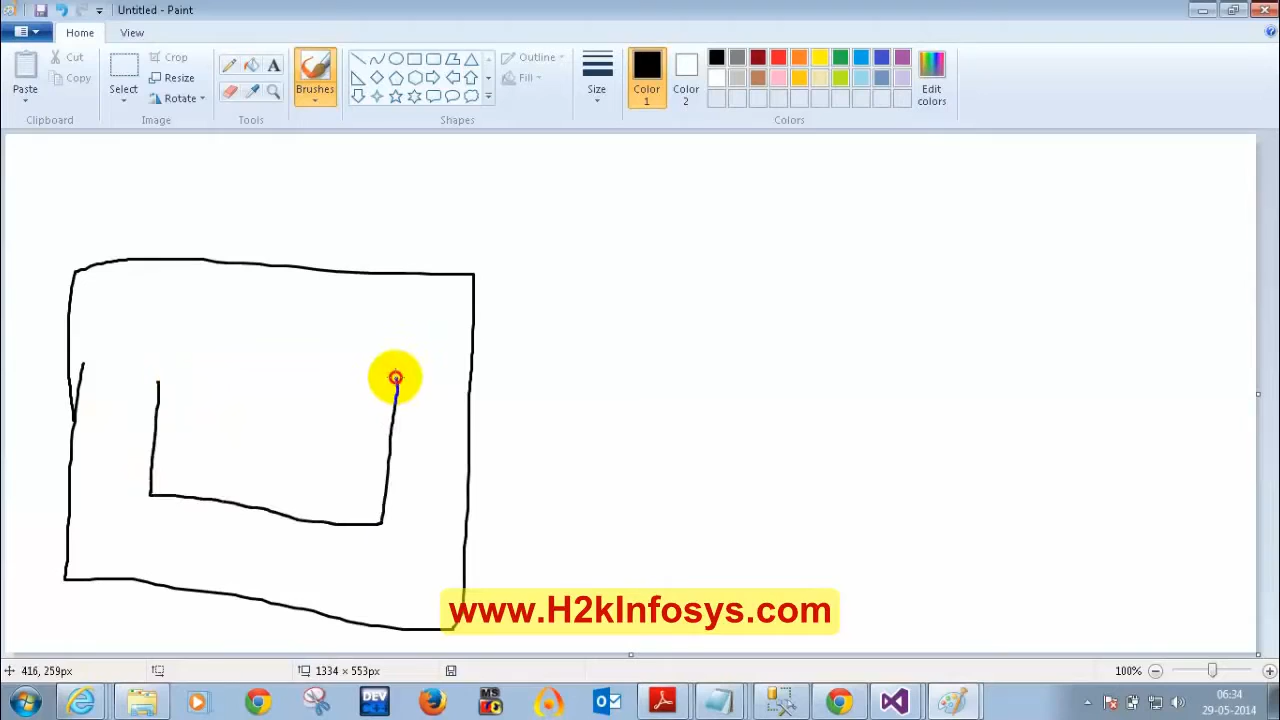 Untitled - Paint
Home View
Paste
Cut
Copy
Clipboard
Select
Crop
Resize
Rotate
Image
A
Tools
Brushes
Outline
Fill
Shapes
Size
Color 1
Color 2
Edit colors
Colors
www.H2kInfosys.com
416, 259px
1334 × 553px
100%
DEV
MS
06:34
29-05-2014